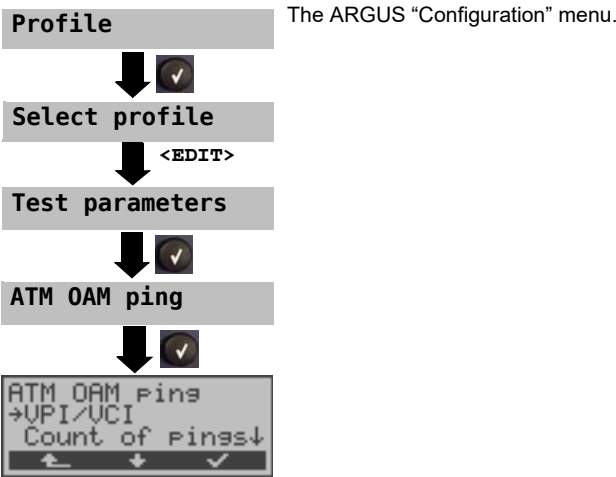 Profile
The ARGUS “Configuration” menu.
Select profile
<EDIT>
Test parameters
ATM OAM ping
ATM OAM ping
→VPI/VCI
Count of pings↓